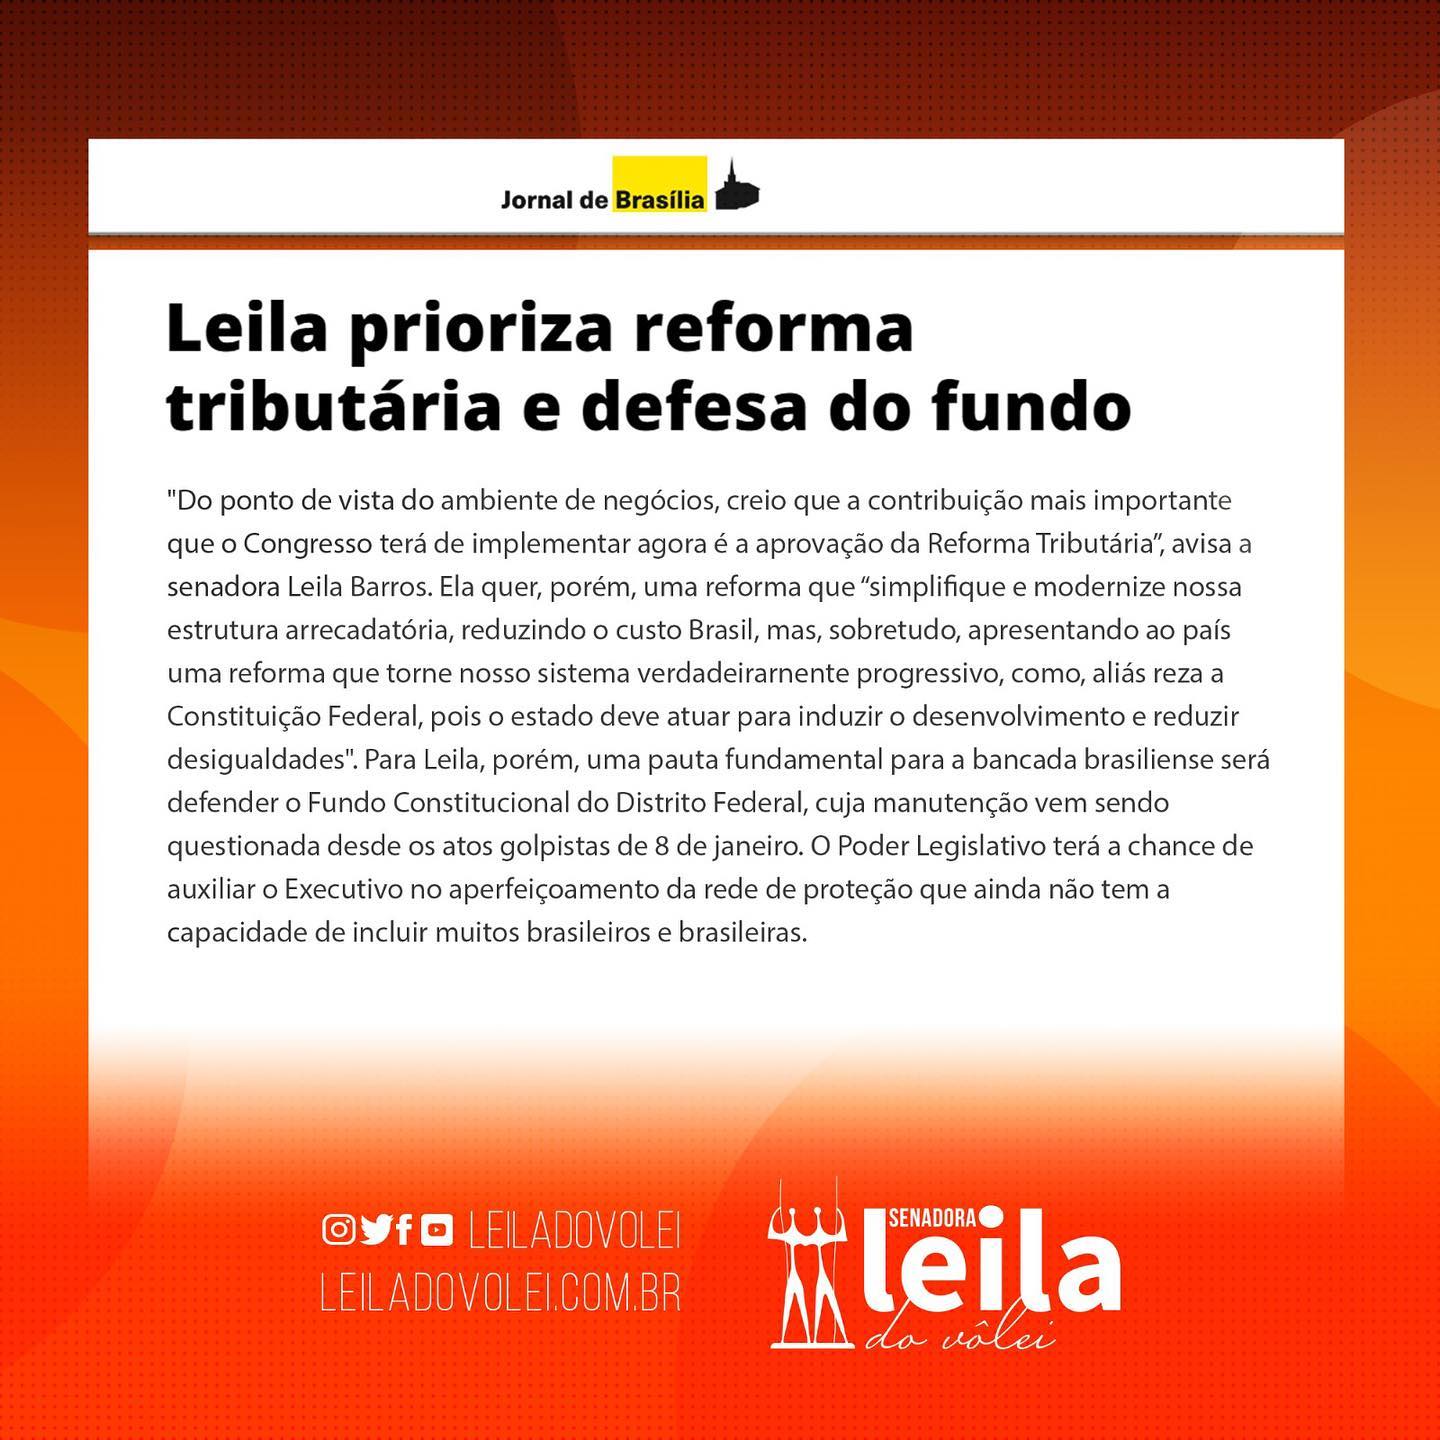 Jornal de Brasília
Leila prioriza reforma
tributária e defesa do fundo
"Do ponto de vista do ambiente de negócios, creio que a contribuição mais importante
que o Congresso terá de implementar agora é a aprovação da Reforma Tributária”, avisa a
senadora Leila Barros. Ela quer, porém, uma reforma que “simplifique e modernize nossa
estrutura arrecadatória, reduzindo o custo Brasil, mas, sobretudo, apresentando ao país
uma reforma que torne nosso sistema verdadeirarnente progressivo, como, aliás reza a
Constituição Federal, pois o estado deve atuar para induzir o desenvolvimento e reduzir
desigualdades". Para Leila, porém, uma pauta fundamental para a bancada brasiliense será
defender o Fundo Constitucional do Distrito Federal, cuja manutenção vem sendo
questionada desde os atos golpistas de 8 de janeiro. O Poder Legislativo terá a chance de
auxiliar o Executivo no aperfeiçoamento da rede de proteção que ainda não tem a
capacidade de incluir muitos brasileiros e brasileiras.
LEILADOVOLEI
LEILADOVOLEI.COM.BR
SENADORA
leila
do vôlei